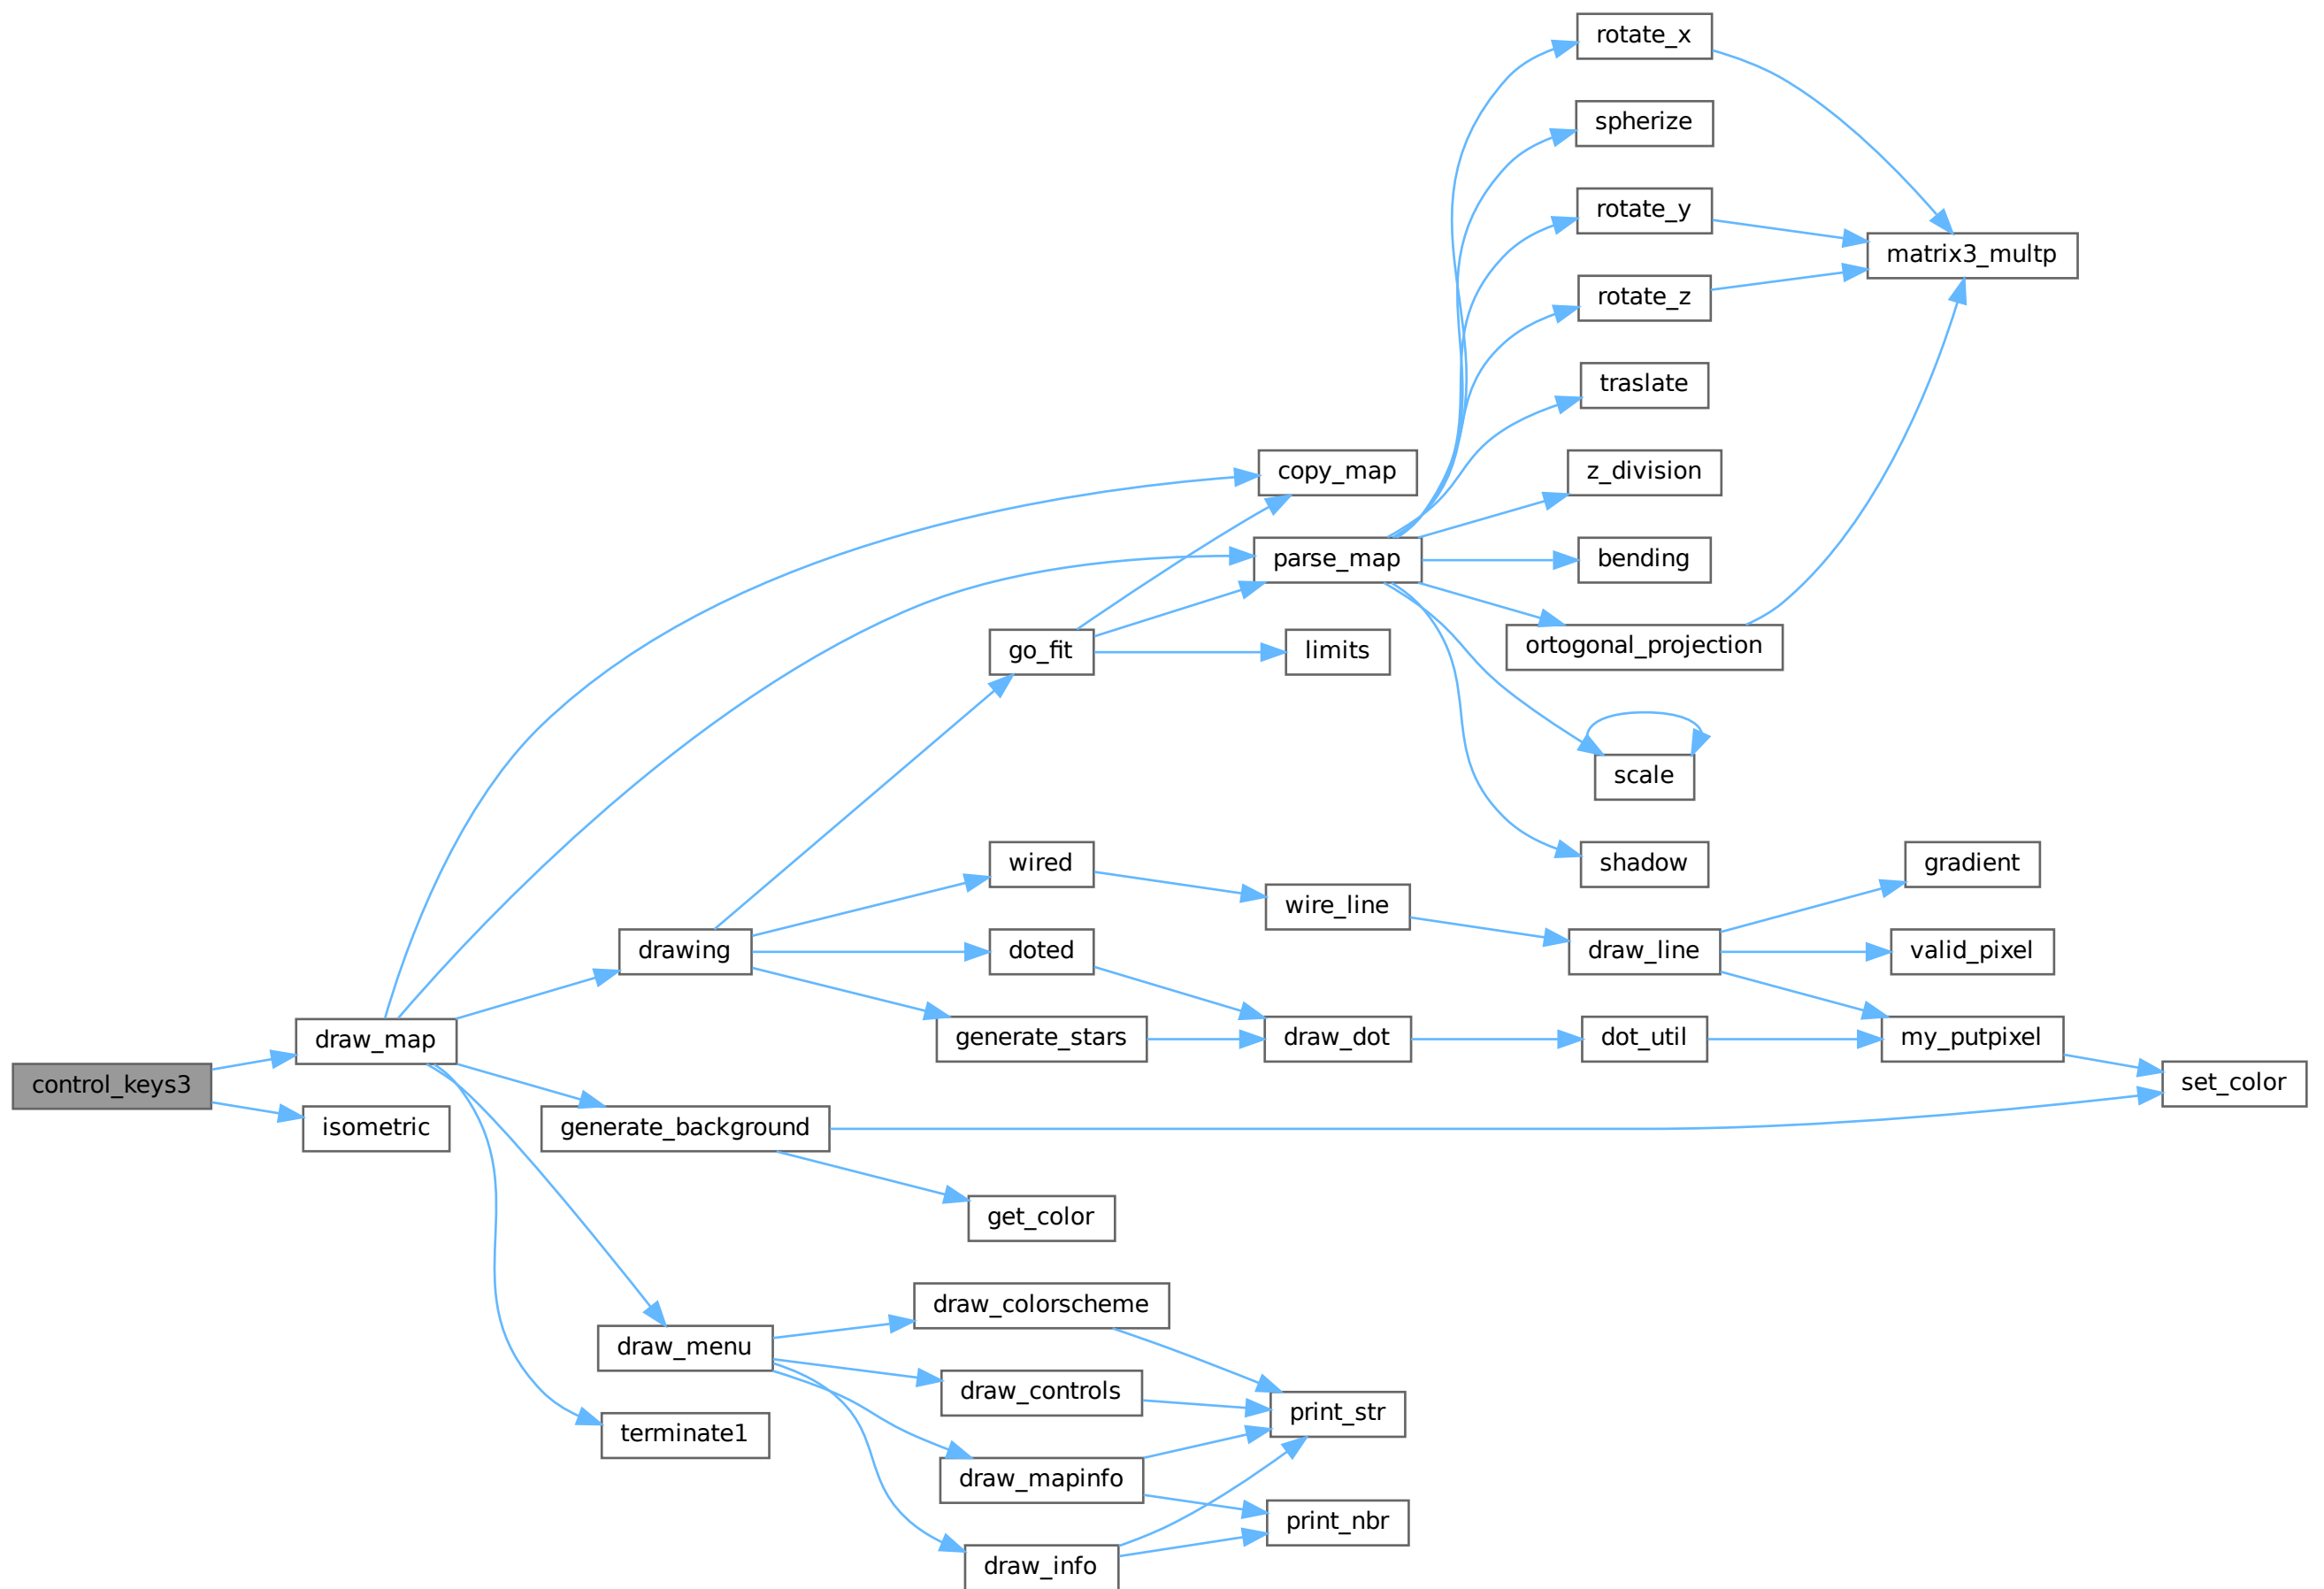 rotate_x
spherize
rotate_y
matrix3_multp
rotate_z
traslate
copy_map
z_division
parse_map
bending
go_fit
limits
ortogonal_projection
scale
wired
shadow
gradient
wire_line
drawing
doted
draw_line
valid_pixel
draw_map
generate_stars
draw_dot
dot_util
my_putpixel
control_keys3
set_color
isometric
generate_background
get_color
draw_colorscheme
draw_menu
draw_controls
print_str
terminate1
draw_mapinfo
print_nbr
draw_info